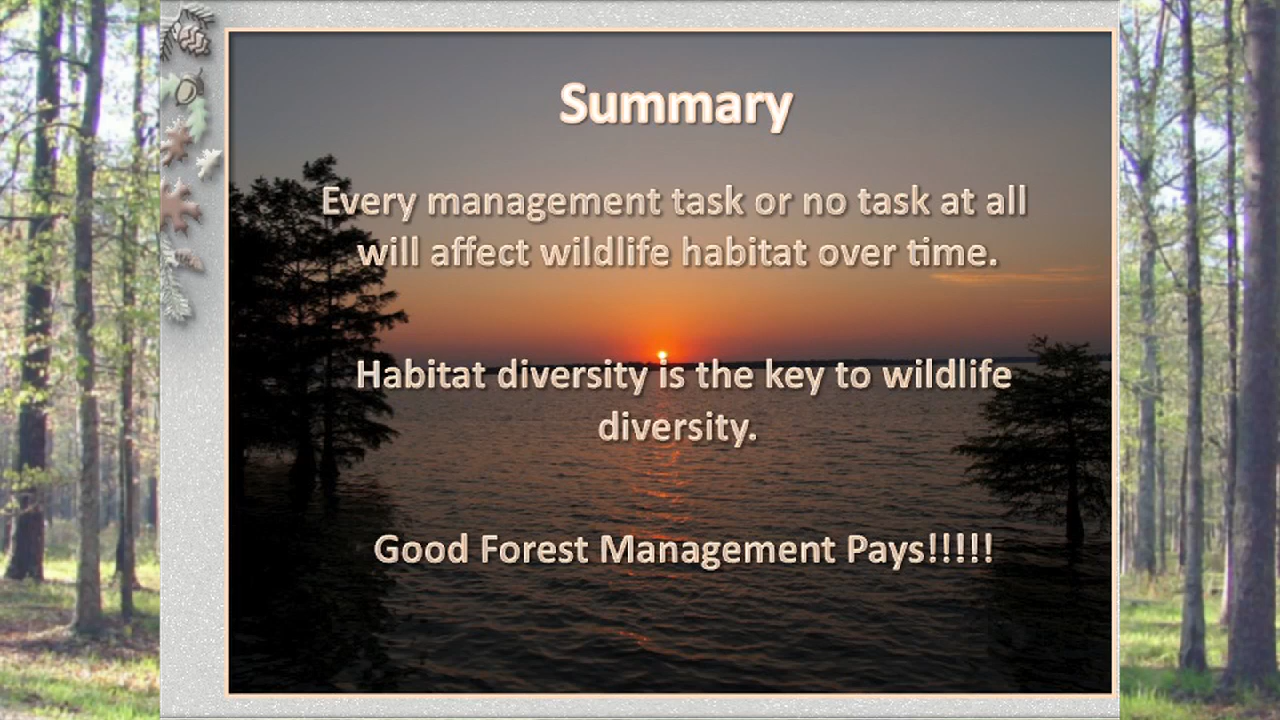 Summary
Every management task or no task at all
will affect wildlife habitat over time.
Habitat diversity is the key to wildlife
diversity.
Good Forest Management Pays!!!!!